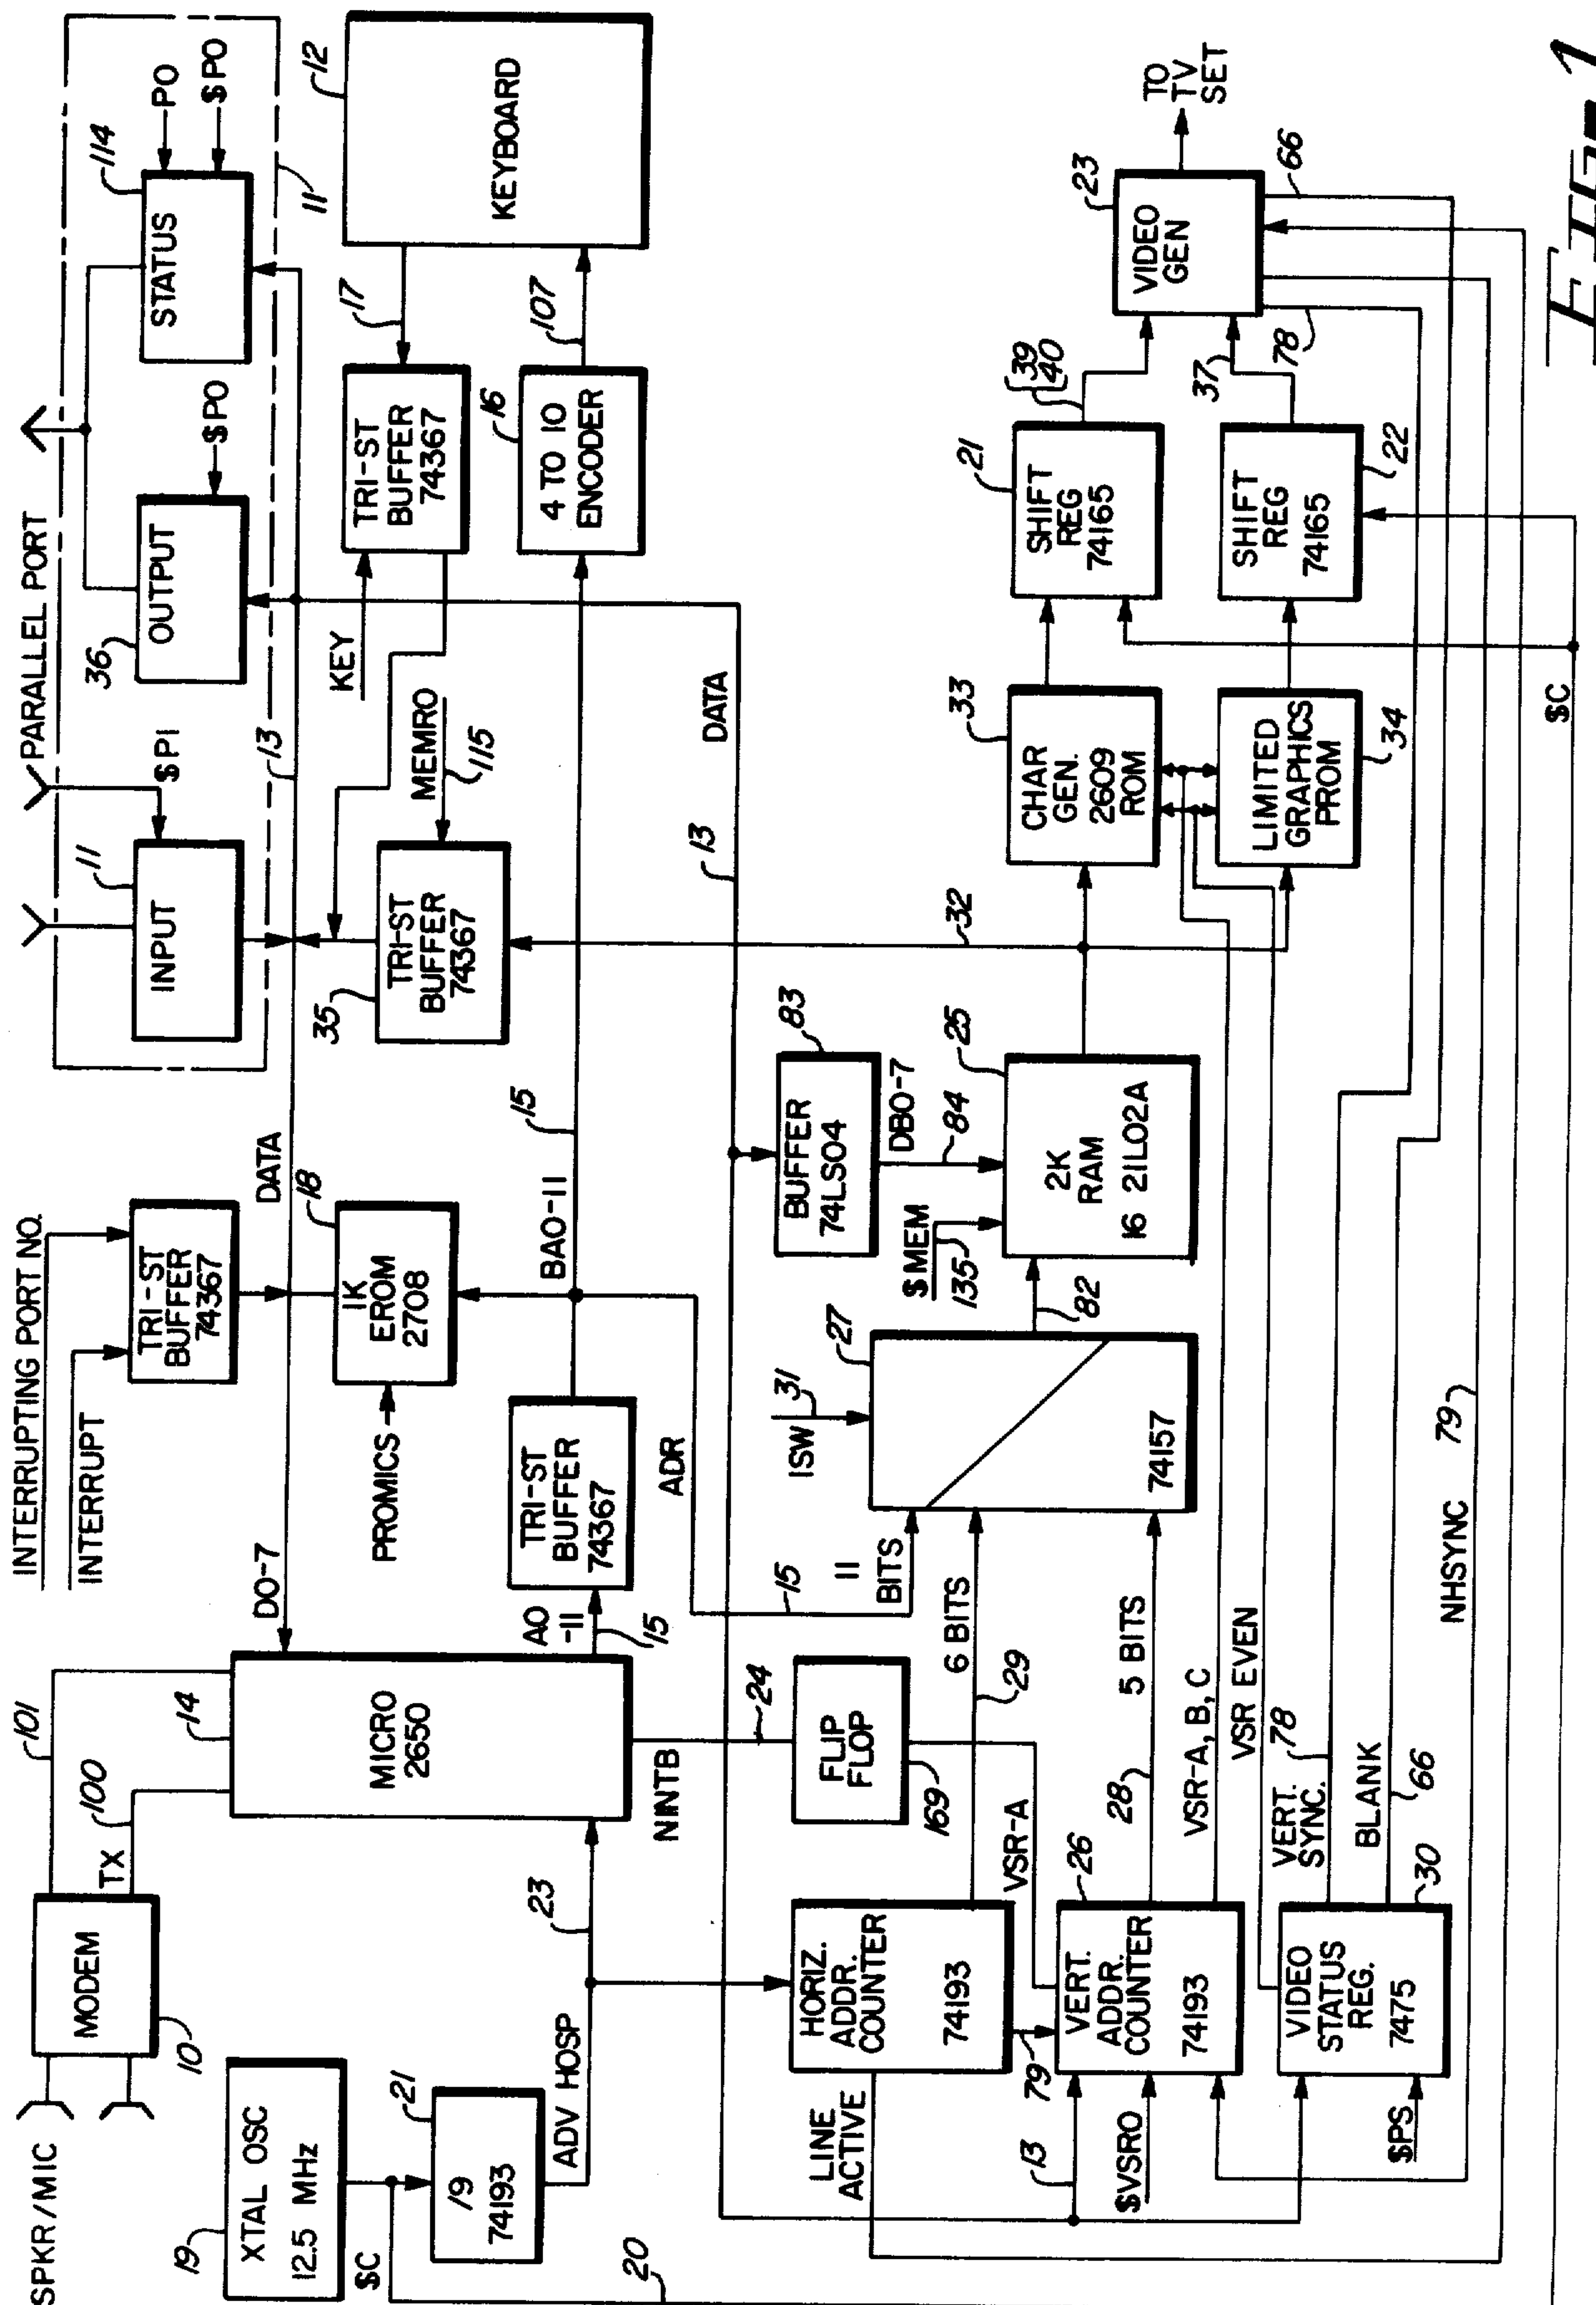 SPKR/MIC
MODEM
10
TX
100
101
INTERRUPTING PORT NO.
INTERRUPT
TRI-ST
BUFFER
74367
PARALLEL PORT
INPUT
11
$PI
OUTPUT
36
$PO
STATUS
114
PO
$PO
11
XTAL OSC
12.5 MHz
19
$C
20
/9
74193
21
ADV HOSP
23
MICRO
2650
14
DO-7
DATA
13
PROMICS
1K
EROM
2708
18
AO
-11
15
TRI-ST
BUFFER
74367
BAO-11
15
TRI-ST
BUFFER
74367
35
MEMRO
115
KEY
TRI-ST
BUFFER
74367
17
4 TO 10
ENCODER
16
107
KEYBOARD
12
NINTB
24
FLIP
FLOP
169
ADR
15
11
BITS
DATA
13
LINE
ACTIVE
HORIZ.
ADDR.
COUNTER
74193
6 BITS
29
VSR-A
79
ISW
31
27
74157
82
BUFFER
74LS04
83
DBO-7
84
$MEM
135
2K
RAM
16 21L02A
25
32
CHAR
GEN.
2609
ROM
33
SHIFT
REG
74165
21
39
40
VIDEO
GEN
23
TO
TV
SET
13
$VSRO
VERT.
ADDR.
COUNTER
74193
26
5 BITS
28
VSR-A, B, C
VSR EVEN
LIMITED
GRAPHICS
PROM
34
SHIFT
REG
74165
22
37
78
66
$PS
VIDEO
STATUS
REG.
7475
30
VERT.
SYNC.
78
BLANK
66
NHSYNC
79
$C
Fig-1